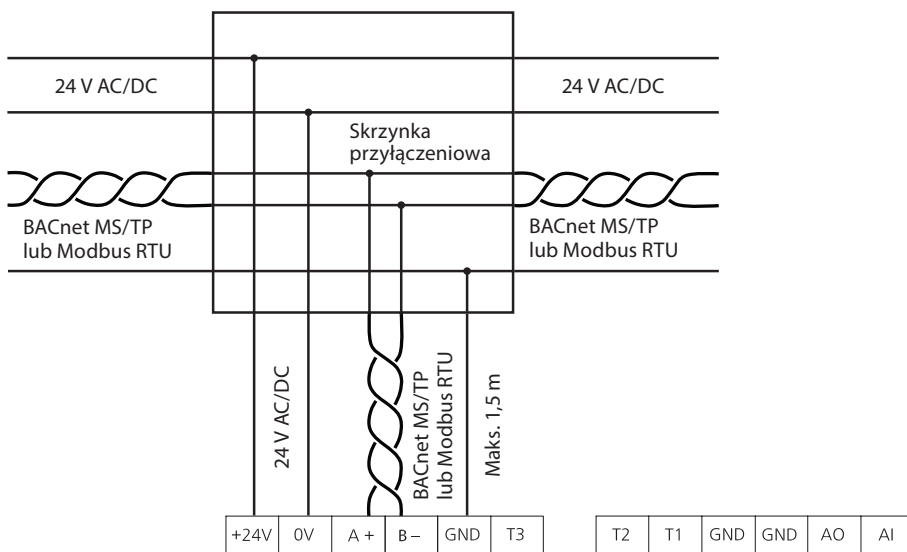 24 V AC/DC
24 V AC/DC
Skrzynka
przyłączeniowa
BACnet MS/TP
lub Modbus RTU
BACnet MS/TP
lub Modbus RTU
24 V AC/DC
BACnet MS/TP
lub Modbus RTU
Maks. 1,5 m
+24V 0V A + B – GND T3 T2 T1 GND GND AO AI